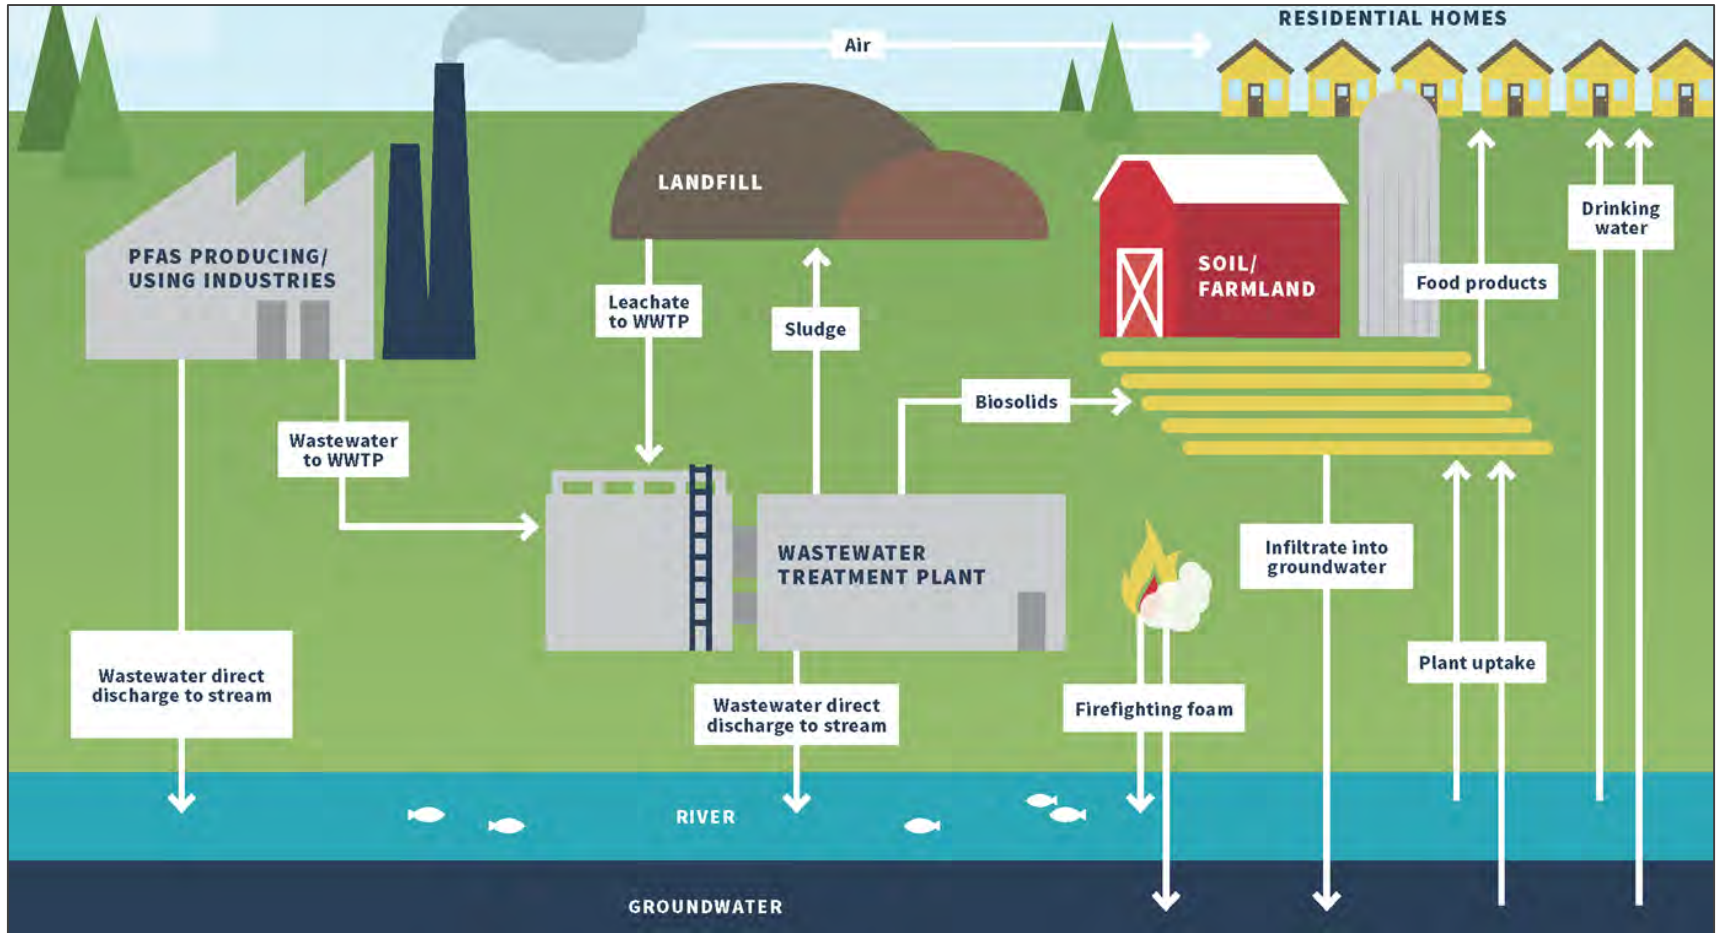 RESIDENTIAL HOMES
Air
LANDFILL
PFAS PRODUCING/
USING INDUSTRIES
SOIL/
FARMLAND
Drinking
water
Food products
Leachate
to WWTP
Sludge
Biosolids
Wastewater
to WWTP
WASTEWATER
TREATMENT PLANT
Infiltrate into
groundwater
Plant uptake
Wastewater direct
discharge to stream
Wastewater direct
discharge to stream
Firefighting foam
RIVER
GROUNDWATER